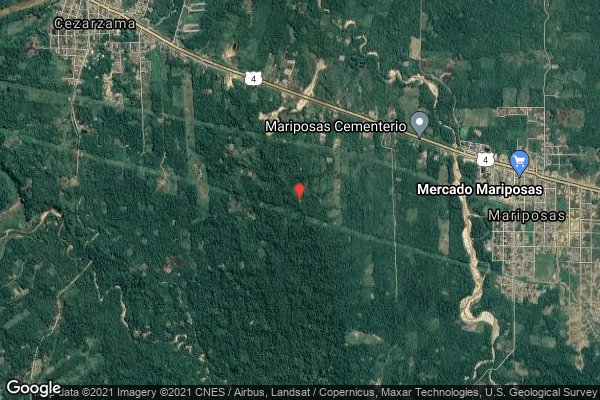 Cezarzama
4
Mariposas Cementerio
4
Mercado Mariposas
Mariposas
Google
data ©2021 Imagery ©2021 CNES / Airbus, Landsat / Copernicus, Maxar Technologies, U.S. Geological Survey